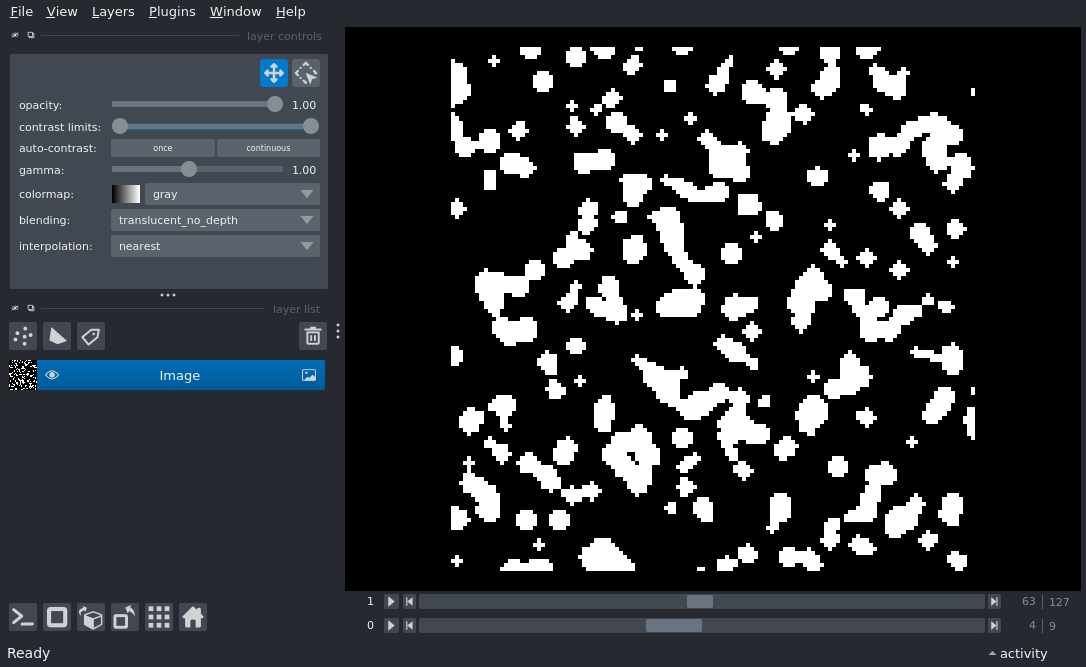 File View Layers Plugins Window Help
layer controls
opacity: 1.00
contrast limits:
auto-contrast: once continuous
gamma: 1.00
colormap: gray
blending: translucent_no_depth
interpolation: nearest
layer list
Image
1 63 127
0 4 9
Ready activity